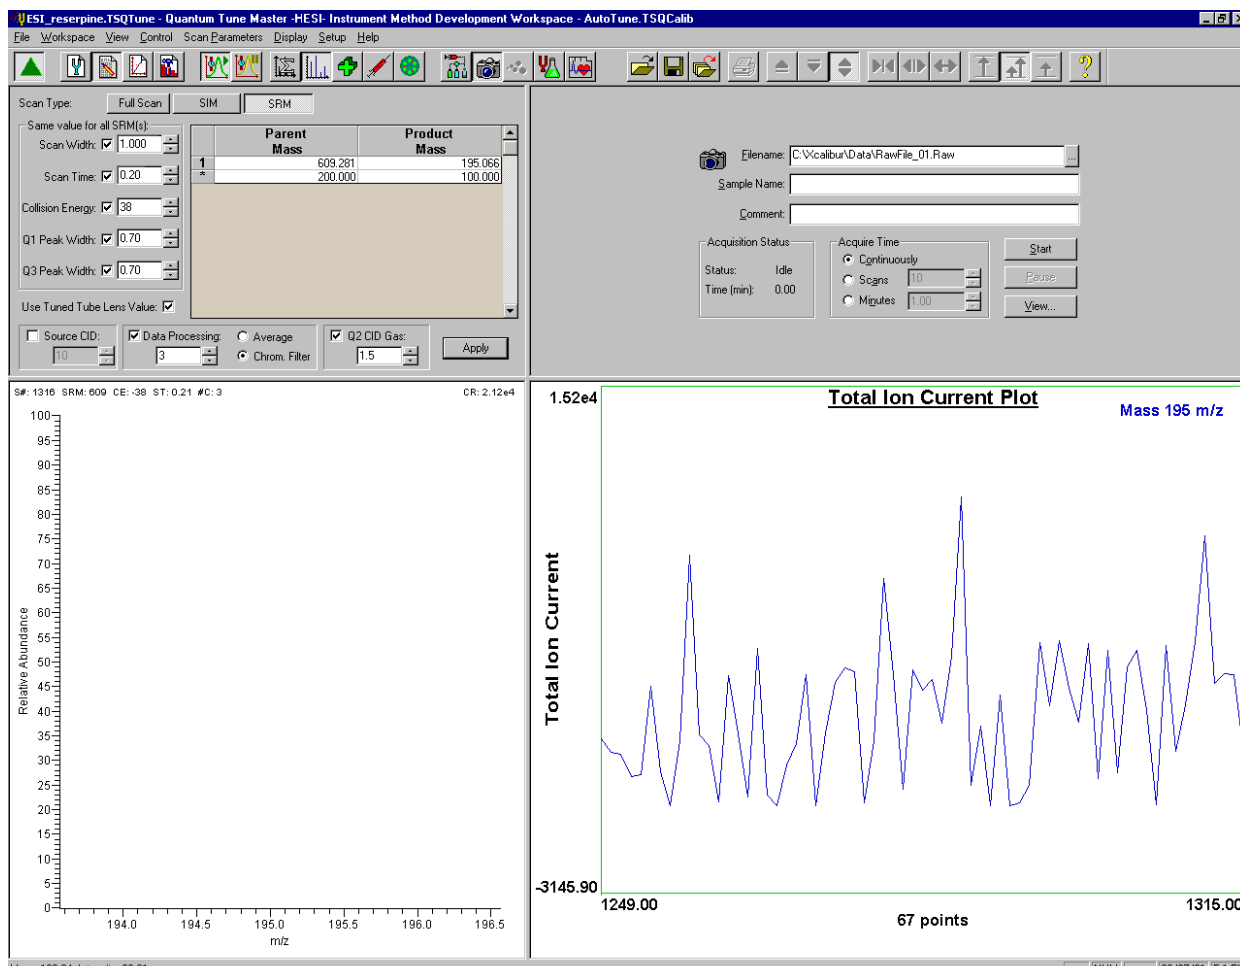 ESI_reserpine.TSQTune - Quantum Tune Master -HESI- Instrument Method Development Workspace - AutoTune.TSQCalib
File Workspace View Control Scan Parameters Display Setup Help
Scan Type: Full Scan SIM SRM
Same value for all SRM(s):
Scan Width: 1.000
Scan Time: 0.20
Collision Energy: 38
Q1 Peak Width: 0.70
Q3 Peak Width: 0.70
Use Tuned Tube Lens Value:
Parent Mass Product Mass
1 609.281 195.066
* 200.000 100.000
Source CID: 10
Data Processing: 3
Average
Chrom. Filter
Q2 CID Gas: 1.5
Apply
Filename: C:\Xcalibur\Data\RawFile_01.Raw ...
Sample Name:
Comment:
Acquisition Status
Status: Idle
Time (min): 0.00
Acquire Time
Continuously
Scans 10
Minutes 1.00
Start
Pause
View...
S#: 1316 SRM: 609 CE: -38 ST: 0.21 #C: 3 CR: 2.12e4
100
95
90
85
80
75
70
65
60
55
50
45
40
35
30
25
20
15
10
5
0
Relative Abundance
194.0 194.5 195.0 195.5 196.0 196.5
m/z
Total Ion Current Plot
1.52e4
Mass 195 m/z
Total Ion Current
-3145.90
1249.00 1315.00
67 points